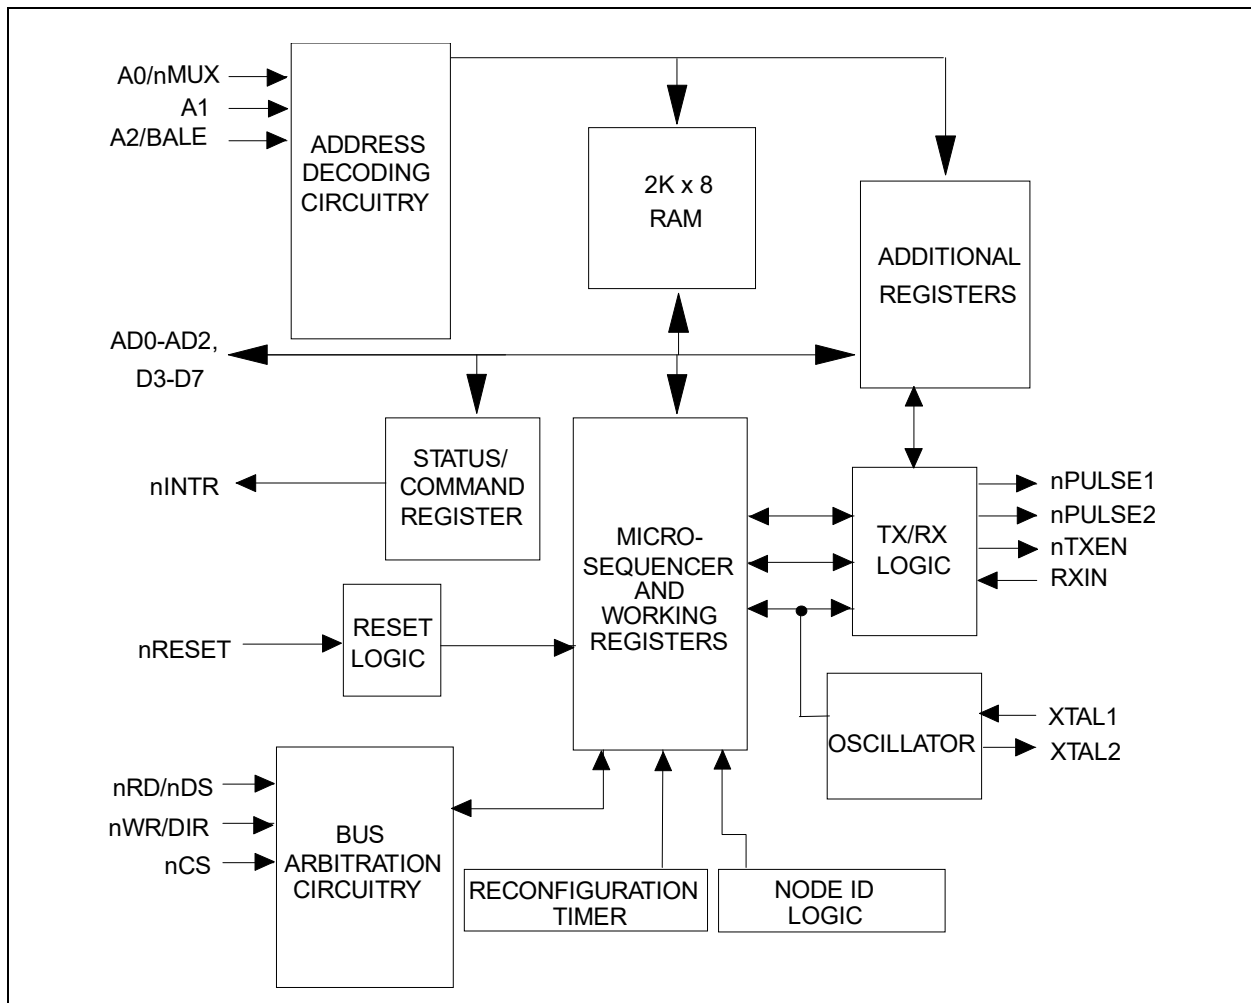 A0/nMUX
A1
A2/BALE
ADDRESS
DECODING
CIRCUITRY
2K x 8
RAM
ADDITIONAL
REGISTERS
AD0-AD2,
D3-D7
nINTR
STATUS/
COMMAND
REGISTER
MICRO-
SEQUENCER
AND
WORKING
REGISTERS
TX/RX
LOGIC
nPULSE1
nPULSE2
nTXEN
RXIN
nRESET
RESET
LOGIC
OSCILLATOR
XTAL1
XTAL2
nRD/nDS
nWR/DIR
nCS
BUS
ARBITRATION
CIRCUITRY
RECONFIGURATION
TIMER
NODE ID
LOGIC